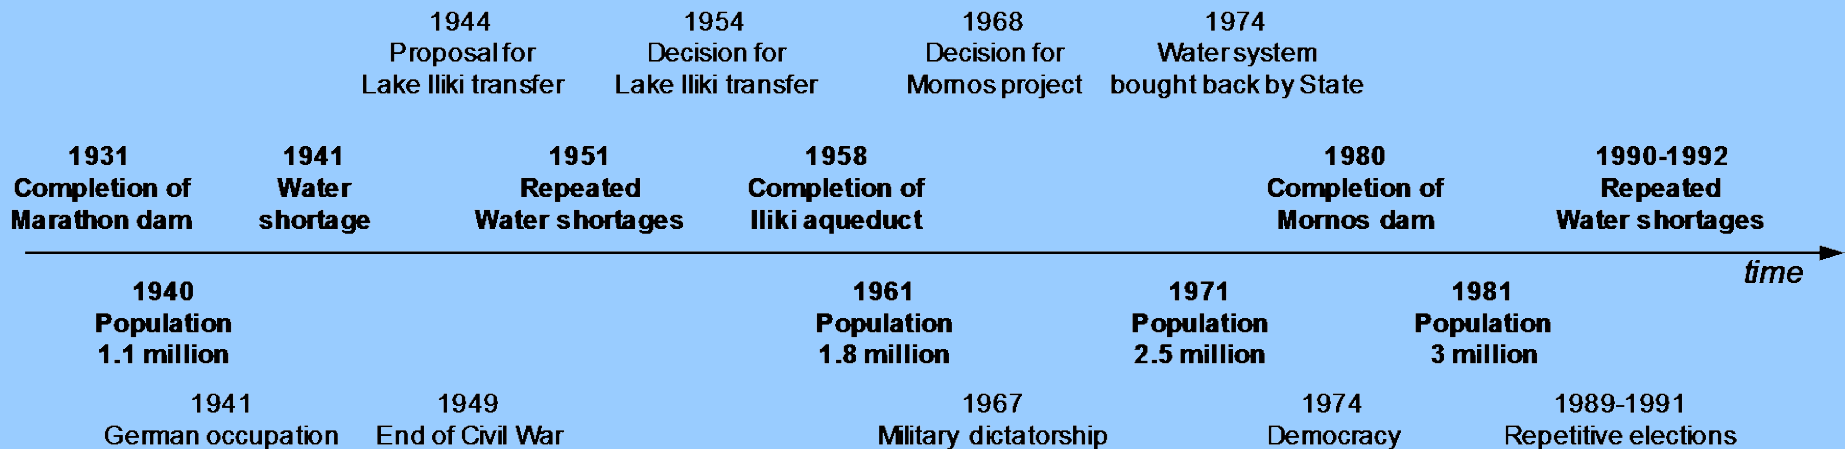 1944
Proposal for
Lake Iliki transfer
1954
Decision for
Lake Iliki transfer
1968
Decision for
Mornos project
1974
Water system
bought back by State
1931
Completion of
Marathon dam
1941
Water
shortage
1951
Repeated
Water shortages
1958
Completion of
Iliki aqueduct
1980
Completion of
Mornos dam
1990-1992
Repeated
Water shortages
time
1940
Population
1.1 million
1961
Population
1.8 million
1971
Population
2.5 million
1981
Population
3 million
1941
German occupation
1949
End of Civil War
1967
Military dictatorship
1974
Democracy
1989-1991
Repetitive elections